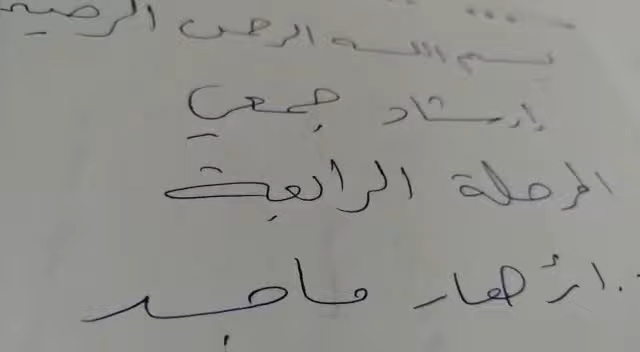 بسم الله الرحمن الرحيم
إرشاد جمعي
المرحلة الرابعة
ازهار ماجد